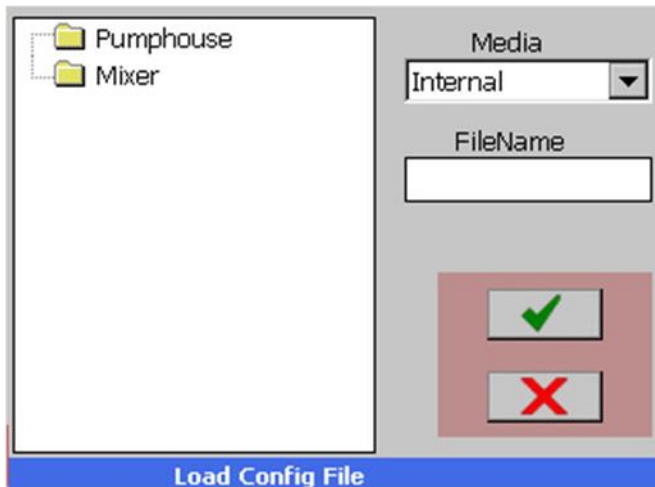 Pumphouse
Mixer
Media
Internal
FileName
Load Config File